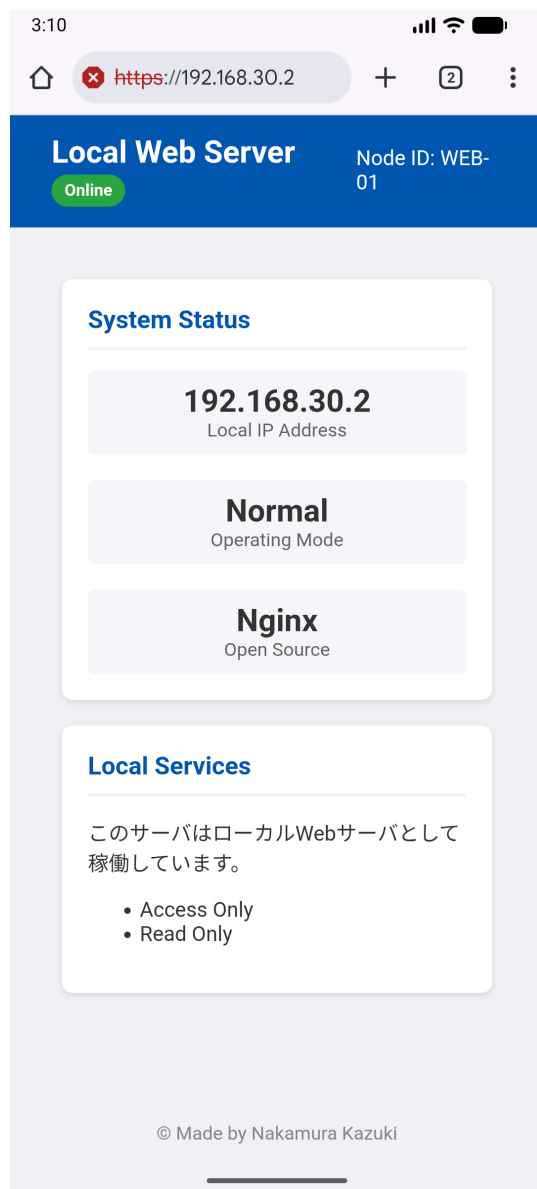 3:10
https://192.168.30.2
2
Local Web Server
Online
Node ID: WEB-
01
System Status
192.168.30.2
Local IP Address
Normal
Operating Mode
Nginx
Open Source
Local Services
このサーバはローカルWebサーバとして
稼働しています。
• Access Only
• Read Only
© Made by Nakamura Kazuki